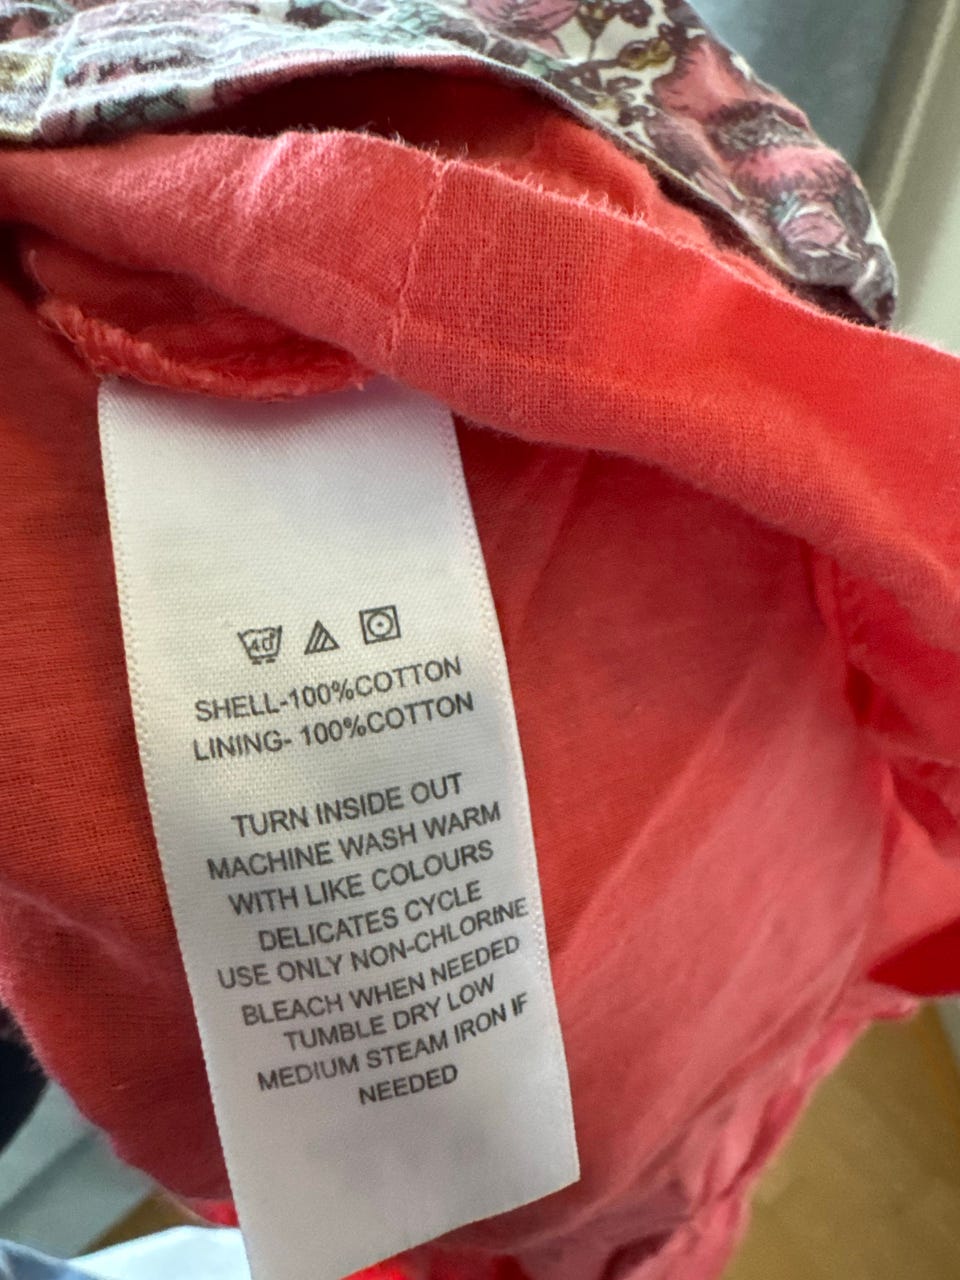 40
SHELL-100%COTTON
LINING- 100%COTTON
TURN INSIDE OUT
MACHINE WASH WARM
WITH LIKE COLOURS
DELICATES CYCLE
USE ONLY NON-CHLORINE
BLEACH WHEN NEEDED
TUMBLE DRY LOW
MEDIUM STEAM IRON IF
NEEDED